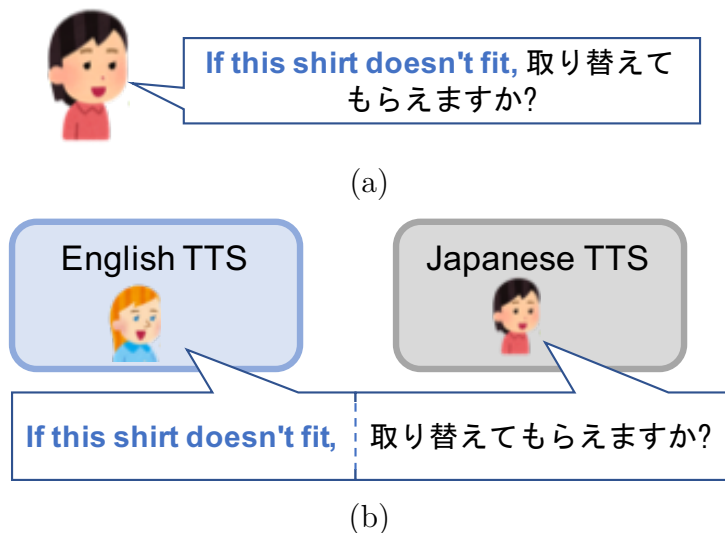 If this shirt doesn't fit, 取り替えて
もらえますか?
(a)
English TTS
Japanese TTS
If this shirt doesn't fit,
取り替えてもらえますか?
(b)